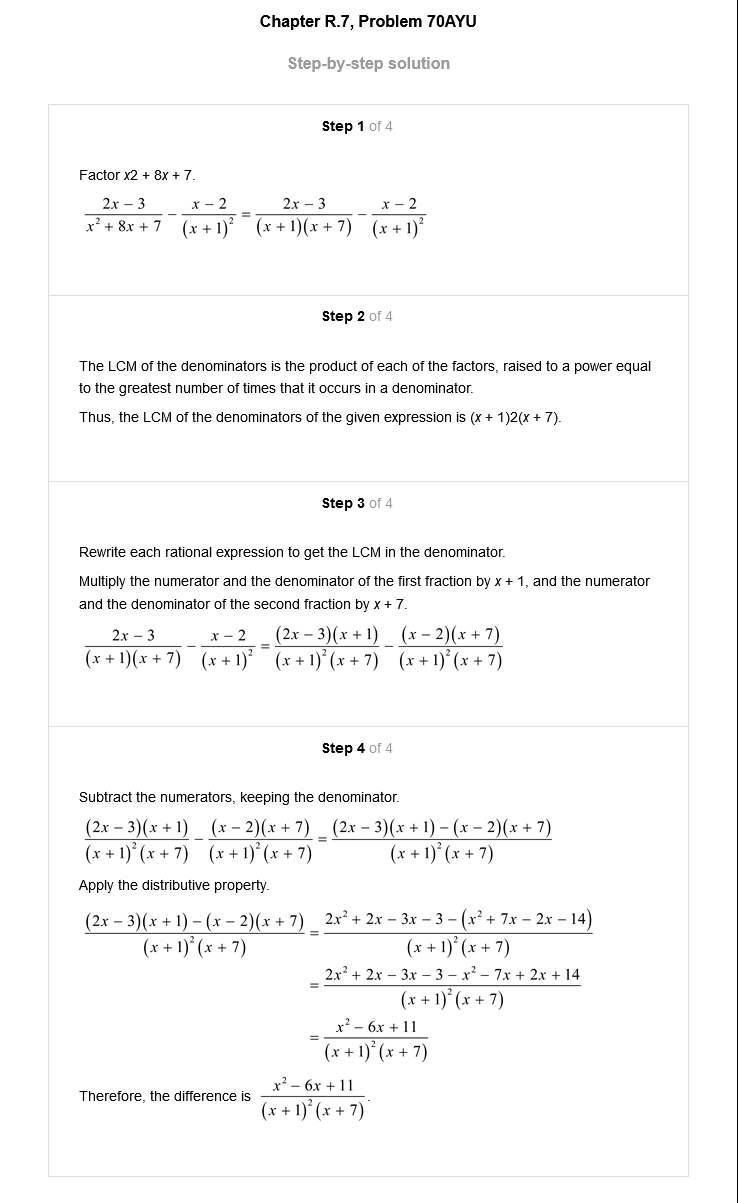 Chapter R.7, Problem 70AYU
Step-by-step solution
Step 1 of 4
Factor x2 + 8x + 7.
\frac{2x-3}{x^2+8x+7} - \frac{x-2}{(x+1)^2} = \frac{2x-3}{(x+1)(x+7)} - \frac{x-2}{(x+1)^2}
Step 2 of 4
The LCM of the denominators is the product of each of the factors, raised to a power equal
to the greatest number of times that it occurs in a denominator.
Thus, the LCM of the denominators of the given expression is (x + 1)2(x + 7).
Step 3 of 4
Rewrite each rational expression to get the LCM in the denominator.
Multiply the numerator and the denominator of the first fraction by x + 1, and the numerator
and the denominator of the second fraction by x + 7.
\frac{2x-3}{(x+1)(x+7)} - \frac{x-2}{(x+1)^2} = \frac{(2x-3)(x+1)}{(x+1)^2(x+7)} - \frac{(x-2)(x+7)}{(x+1)^2(x+7)}
Step 4 of 4
Subtract the numerators, keeping the denominator.
\frac{(2x-3)(x+1)}{(x+1)^2(x+7)} - \frac{(x-2)(x+7)}{(x+1)^2(x+7)} = \frac{(2x-3)(x+1)-(x-2)(x+7)}{(x+1)^2(x+7)}
Apply the distributive property.
\frac{(2x-3)(x+1)-(x-2)(x+7)}{(x+1)^2(x+7)} = \frac{2x^2+2x-3x-3-(x^2+7x-2x-14)}{(x+1)^2(x+7)}
= \frac{2x^2+2x-3x-3-x^2-7x+2x+14}{(x+1)^2(x+7)}
= \frac{x^2-6x+11}{(x+1)^2(x+7)}
Therefore, the difference is \frac{x^2-6x+11}{(x+1)^2(x+7)}.